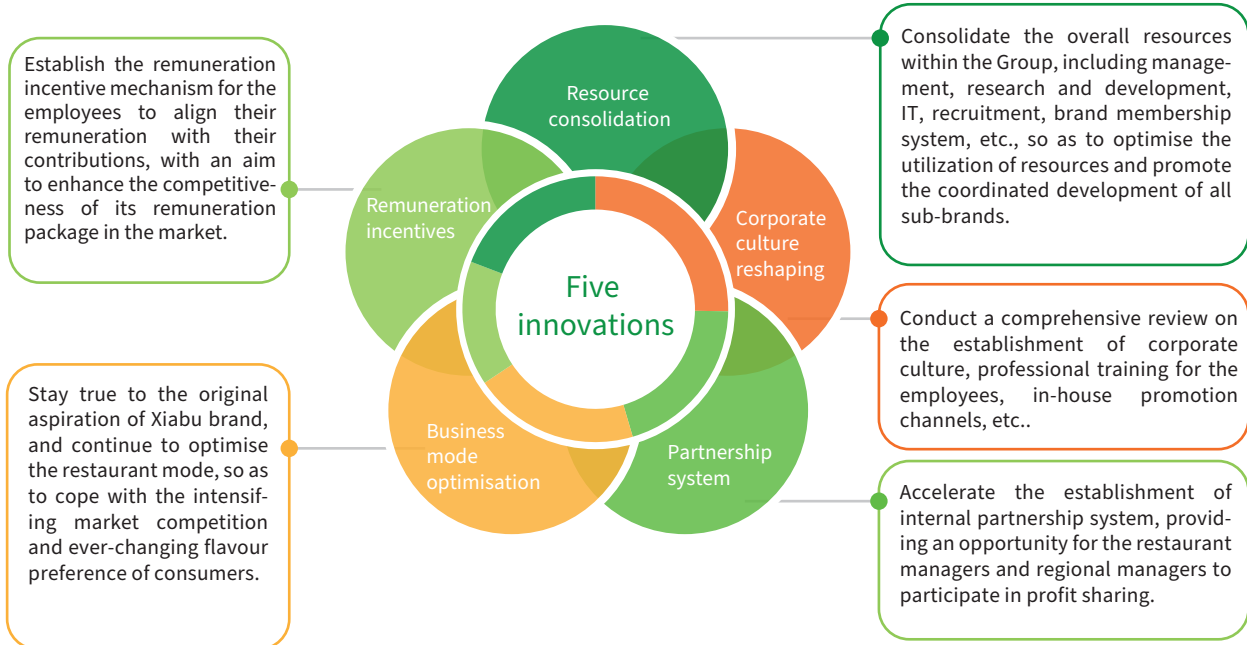 Resource
consolidation
Corporate
culture
reshaping
Partnership
system
Business
mode
optimisation
Remuneration
incentives
Five
innovations
Establish the remuneration
incentive mechanism for the
employees to align their
remuneration with their
contributions, with an aim
to enhance the competitive-
ness of its remuneration
package in the market.
Stay true to the original
aspiration of Xiabu brand,
and continue to optimise
the restaurant mode, so as
to cope with the intensif-
ing market competition
and ever-changing flavour
preference of consumers.
Consolidate the overall resources
within the Group, including manage-
ment, research and development,
IT, recruitment, brand membership
system, etc., so as to optimise the
utilization of resources and promote
the coordinated development of all
sub-brands.
Conduct a comprehensive review on
the establishment of corporate
culture, professional training for the
employees, in-house promotion
channels, etc..
Accelerate the establishment of
internal partnership system, provid-
ing an opportunity for the restaurant
managers and regional managers to
participate in profit sharing.